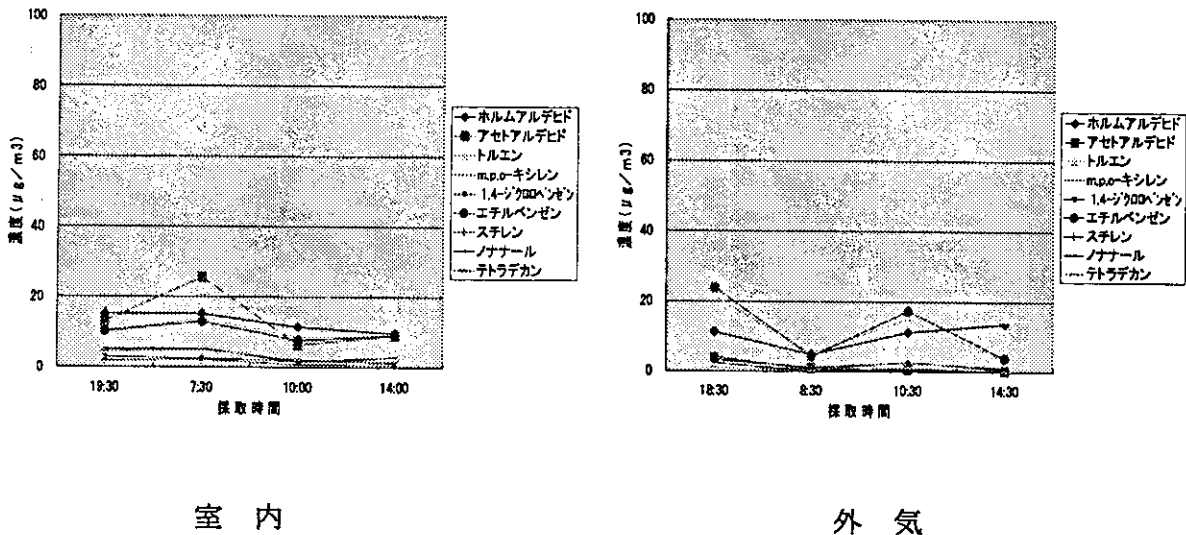 100
80
60
40
20
0
濃度(μg/m3)
19:30 7:30 10:00 14:00
採取時間
ホルムアルデヒド
アセトアルデヒド
トルエン
m.p.o-キシレン
1,4-ジクロロベンゼン
エチルベンゼン
スチレン
ノナナール
テトラデカン
室 内
100
80
60
40
20
0
濃度(μg/m3)
18:30 8:30 10:30 14:30
採取時間
ホルムアルデヒド
アセトアルデヒド
トルエン
m.p.o-キシレン
1,4-ジクロロベンゼン
エチルベンゼン
スチレン
ノナナール
テトラデカン
外 気